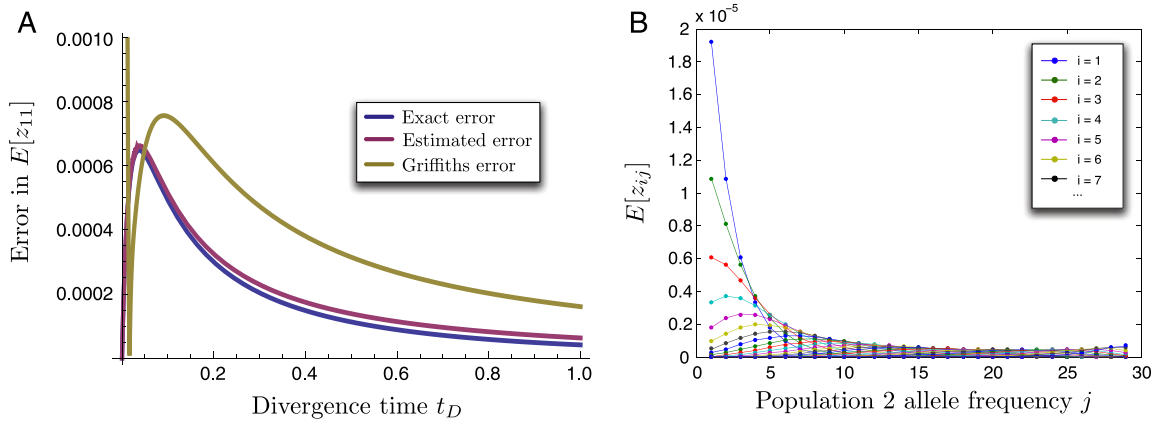 A
Error in E[z11]
0.0010
0.0008
0.0006
0.0004
0.0002
0.2
0.4
0.6
0.8
1.0
Divergence time tD
Exact error
Estimated error
Griffiths error
B
× 10−5
E[zij]
2
1.8
1.6
1.4
1.2
1
0.8
0.6
0.4
0.2
0
0
5
10
15
20
25
30
Population 2 allele frequency j
i = 1
i = 2
i = 3
i = 4
i = 5
i = 6
i = 7
...